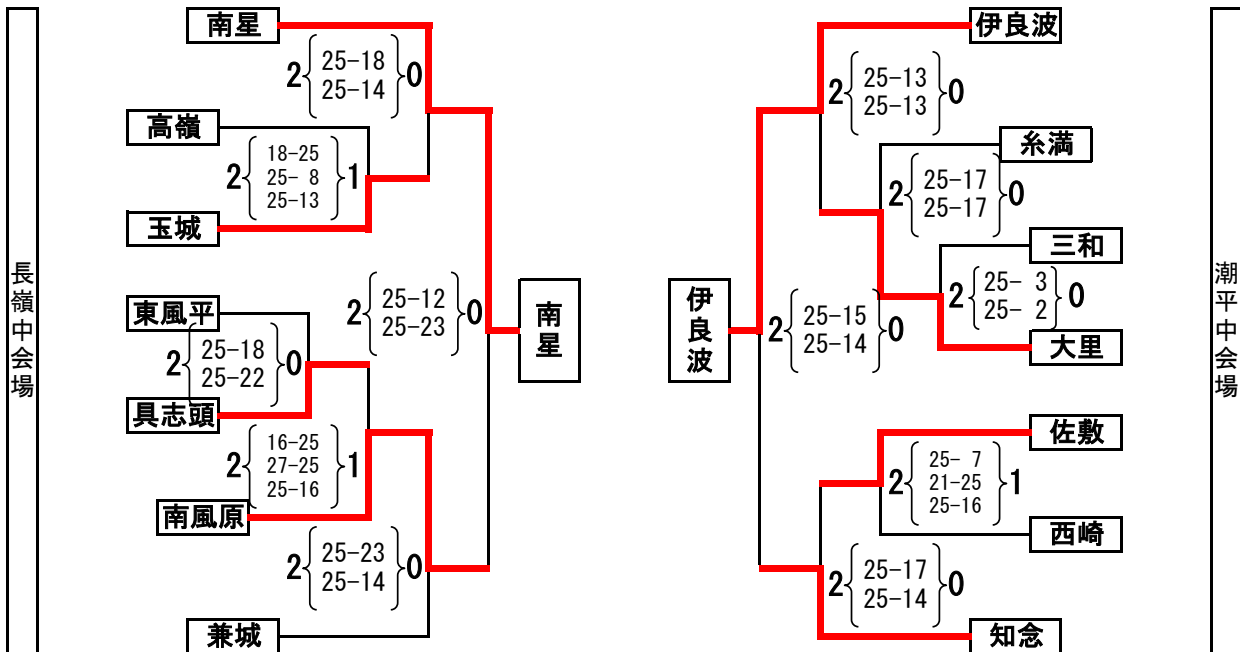 長嶺中会場
南星
2 25-18 0
25-14
高嶺
2 18-25 1
25- 8
25-13
玉城
東風平
2 25-18 0
25-22
具志頭
2 16-25 1
27-25
25-16
南風原
2 25-23 0
25-14
兼城
2 25-12 0
25-23
南星
伊良波
2 25-15 0
25-14
伊良波
2 25-13 0
25-13
糸満
2 25-17 0
25-17
三和
2 25- 3 0
25- 2
大里
佐敷
2 25- 7 1
21-25
25-16
西崎
2 25-17 0
25-14
知念
潮平中会場